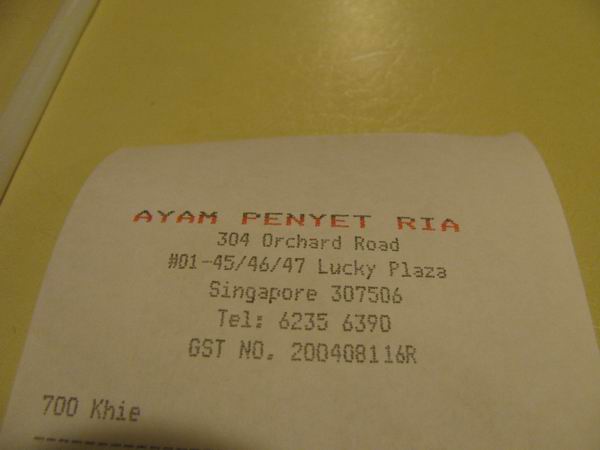 AYAM PENYET RIA
304 Orchard Road
#01-45/46/47 Lucky Plaza
Singapore 307506
Tel: 6235 6390
GST NO. 200408116R
700 Khie